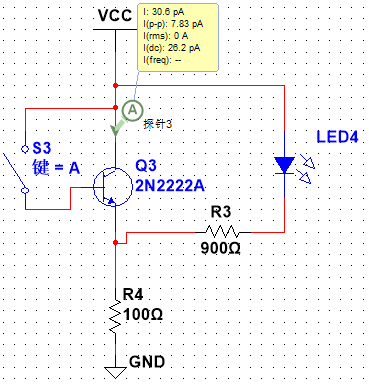 I: 30.6 pA
I(p-p): 7.83 pA
I(rms): 0 A
I(dc): 26.2 pA
I(freq): --
VCC
A
探针3
S3
键 = A
Q3
2N2222A
LED4
R3
900Ω
R4
100Ω
GND